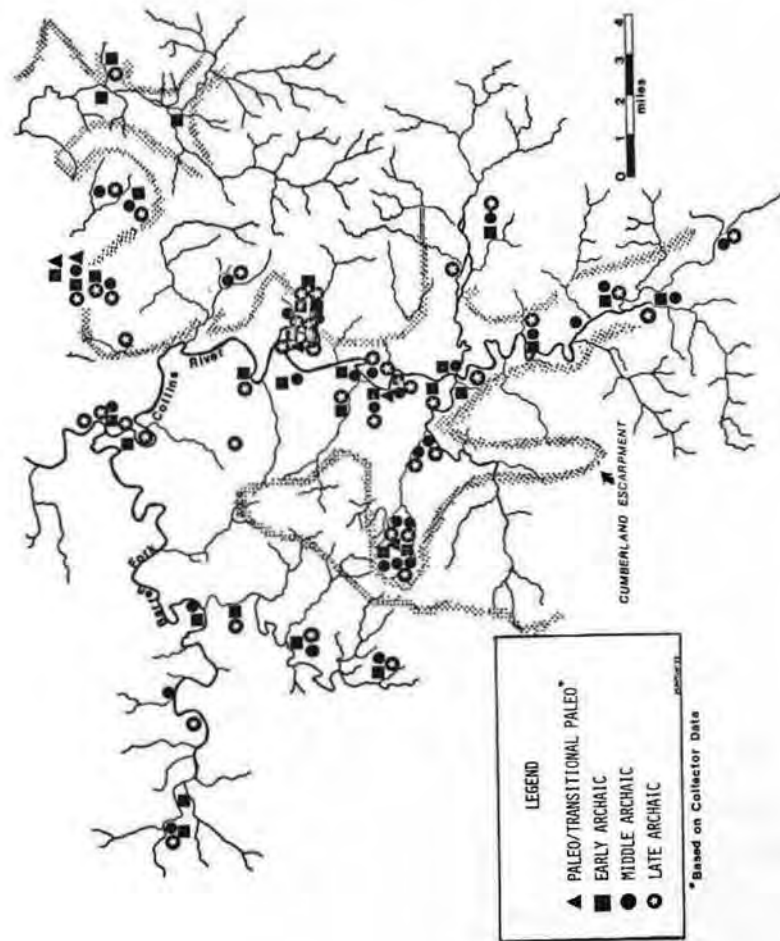 Collins River
Barren Fork
CUMBERLAND ESCARPMENT
0 1 2 3 4
miles
LEGEND
PALEO/TRANSITIONAL PALEO*
EARLY ARCHAIC
MIDDLE ARCHAIC
LATE ARCHAIC
*Based on Collector Data